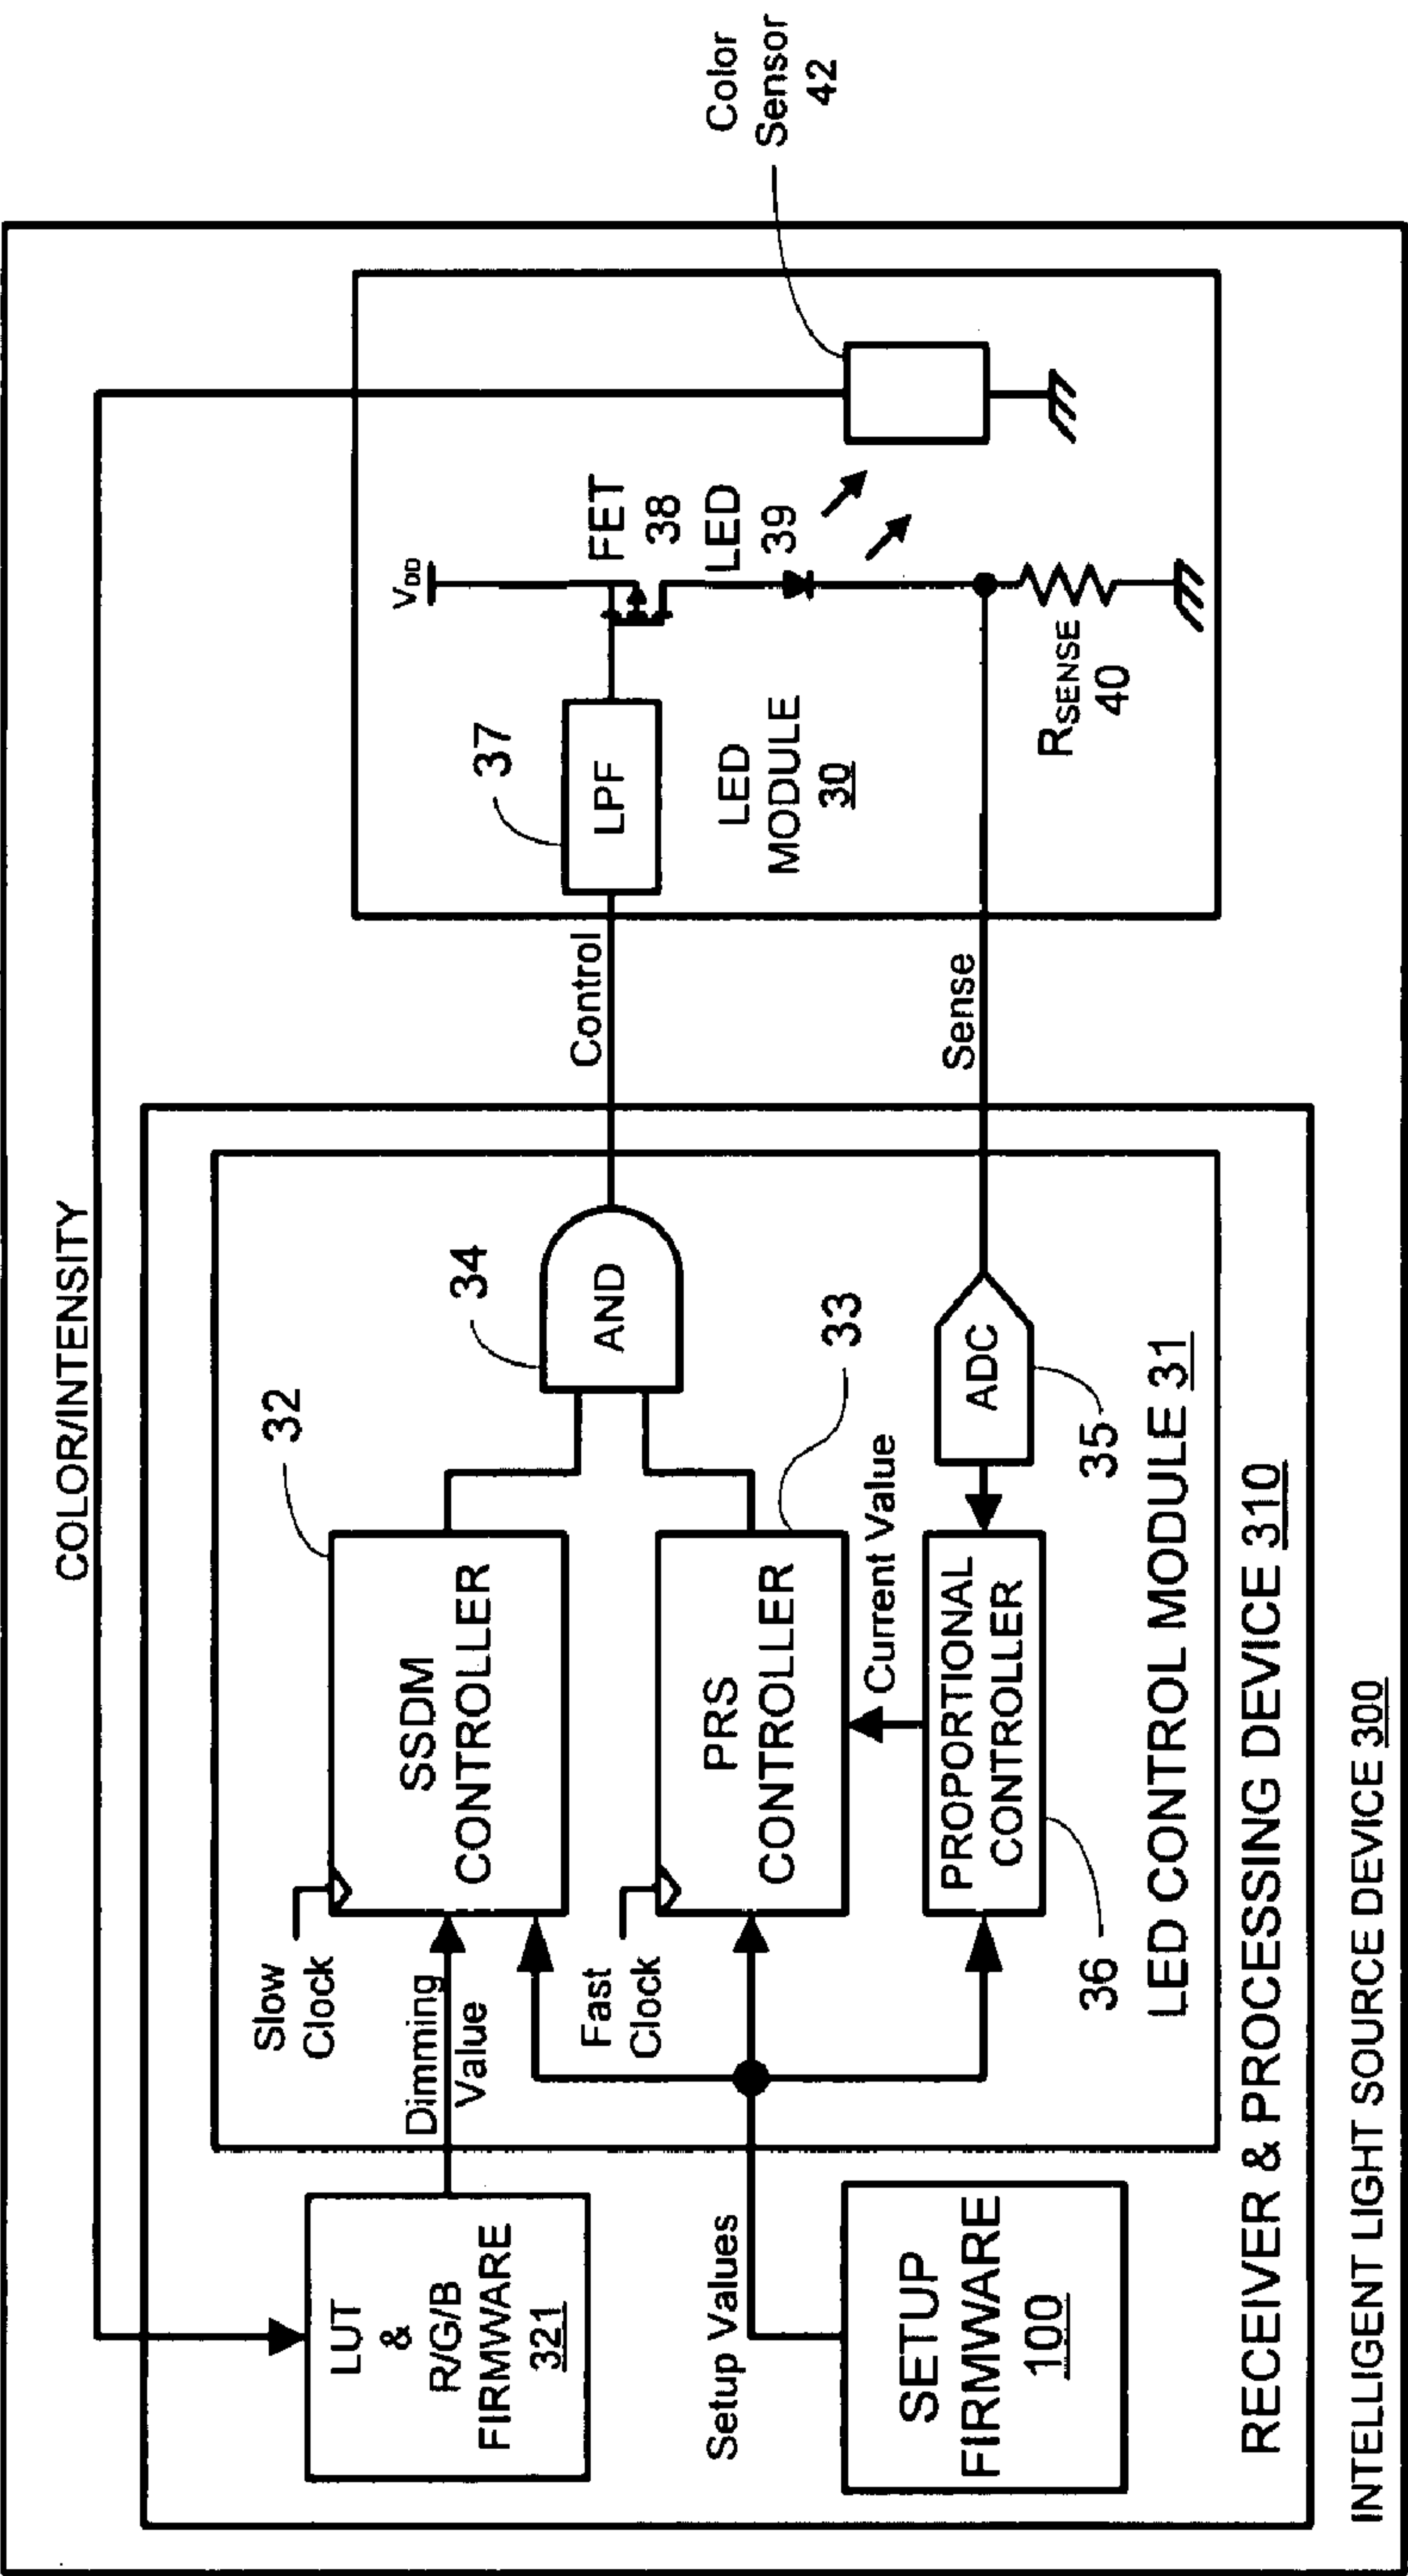 COLOR/INTENSITY
LUT
&
R/G/B
FIRMWARE
321
Dimming
Value
Slow
Clock
SSDM
CONTROLLER
32
34
AND
Control
37
LPF
V_DD
FET
38
LED
39
Color
Sensor
42
LED
MODULE
30
R_SENSE
40
Setup Values
SETUP
FIRMWARE
100
Fast
Clock
PRS
CONTROLLER
33
Current Value
PROPORTIONAL
CONTROLLER
36
ADC
35
Sense
LED CONTROL MODULE 31
RECEIVER & PROCESSING DEVICE 310
INTELLIGENT LIGHT SOURCE DEVICE 300